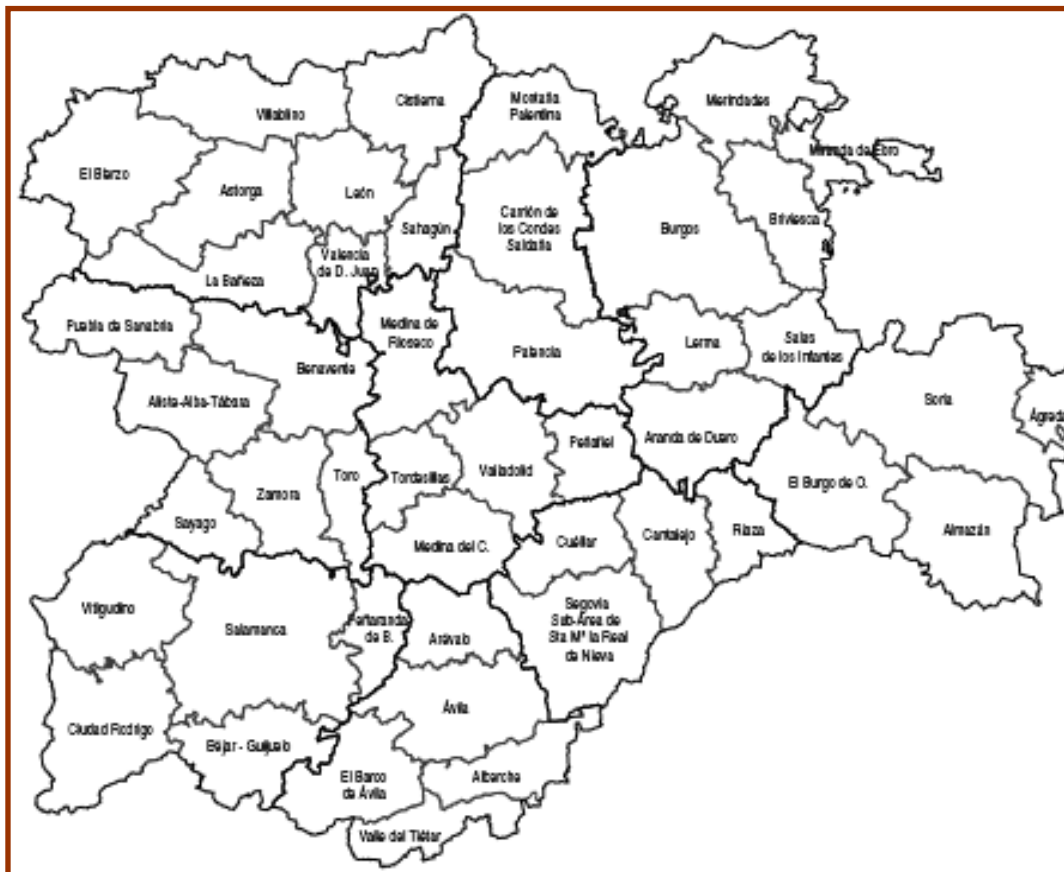 Cistierna
Villablino
Montaña
Palentina
Merindades
Miranda de Ebro
El Bierzo
Astorga
León
Sahagún
Carrión de
los Condes
Saldaña
Burgos
Briviesca
Valencia
de D. Juan
La Bañeza
Puebla de Sanabria
Benavente
Medina de
Rioseco
Palencia
Lerma
Salas
de los Infantes
Aliste-Alba-Tábara
Soria
Ágreda
Peñafiel
Aranda de Duero
Toro
Tordesillas
Valladolid
Zamora
El Burgo de O.
Sayago
Medina del C.
Cuéllar
Cantalejo
Riaza
Almazán
Vitigudino
Salamanca
Peñaranda
de B.
Arévalo
Segovia
Sub-Área de
Sta Mª la Real
de Nieva
Ávila
Ciudad Rodrigo
Béjar - Guijuelo
El Barco
de Ávila
Alberche
Valle del Tiétar